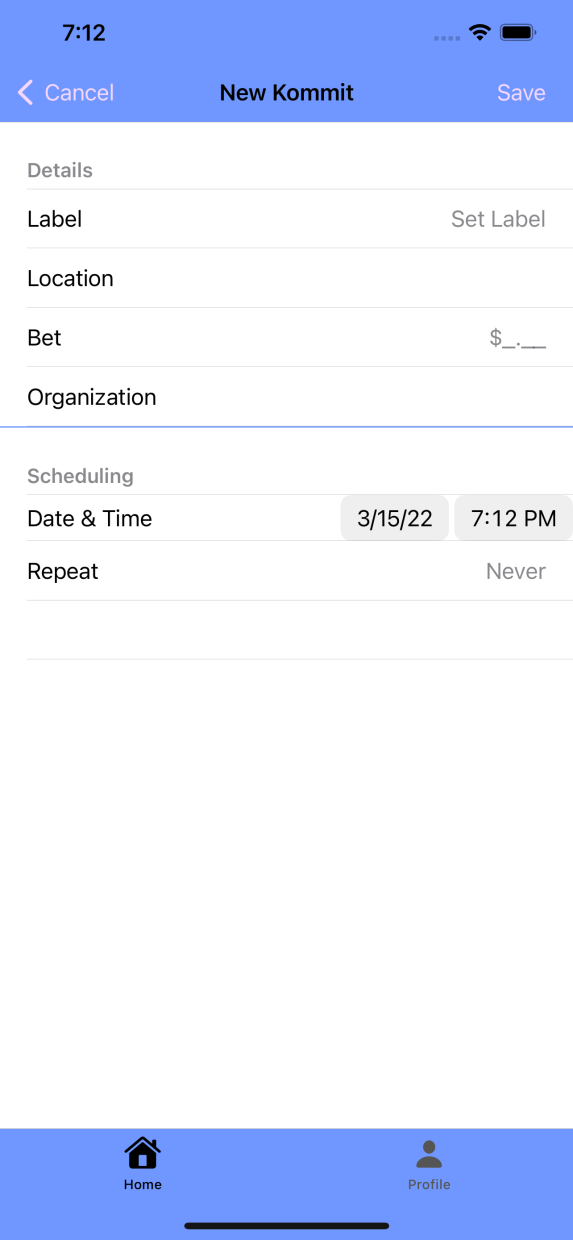 7:12
Cancel New Kommit Save
Details
Label Set Label
Location
Bet $_.__
Organization
Scheduling
Date & Time 3/15/22 7:12 PM
Repeat Never
Home Profile